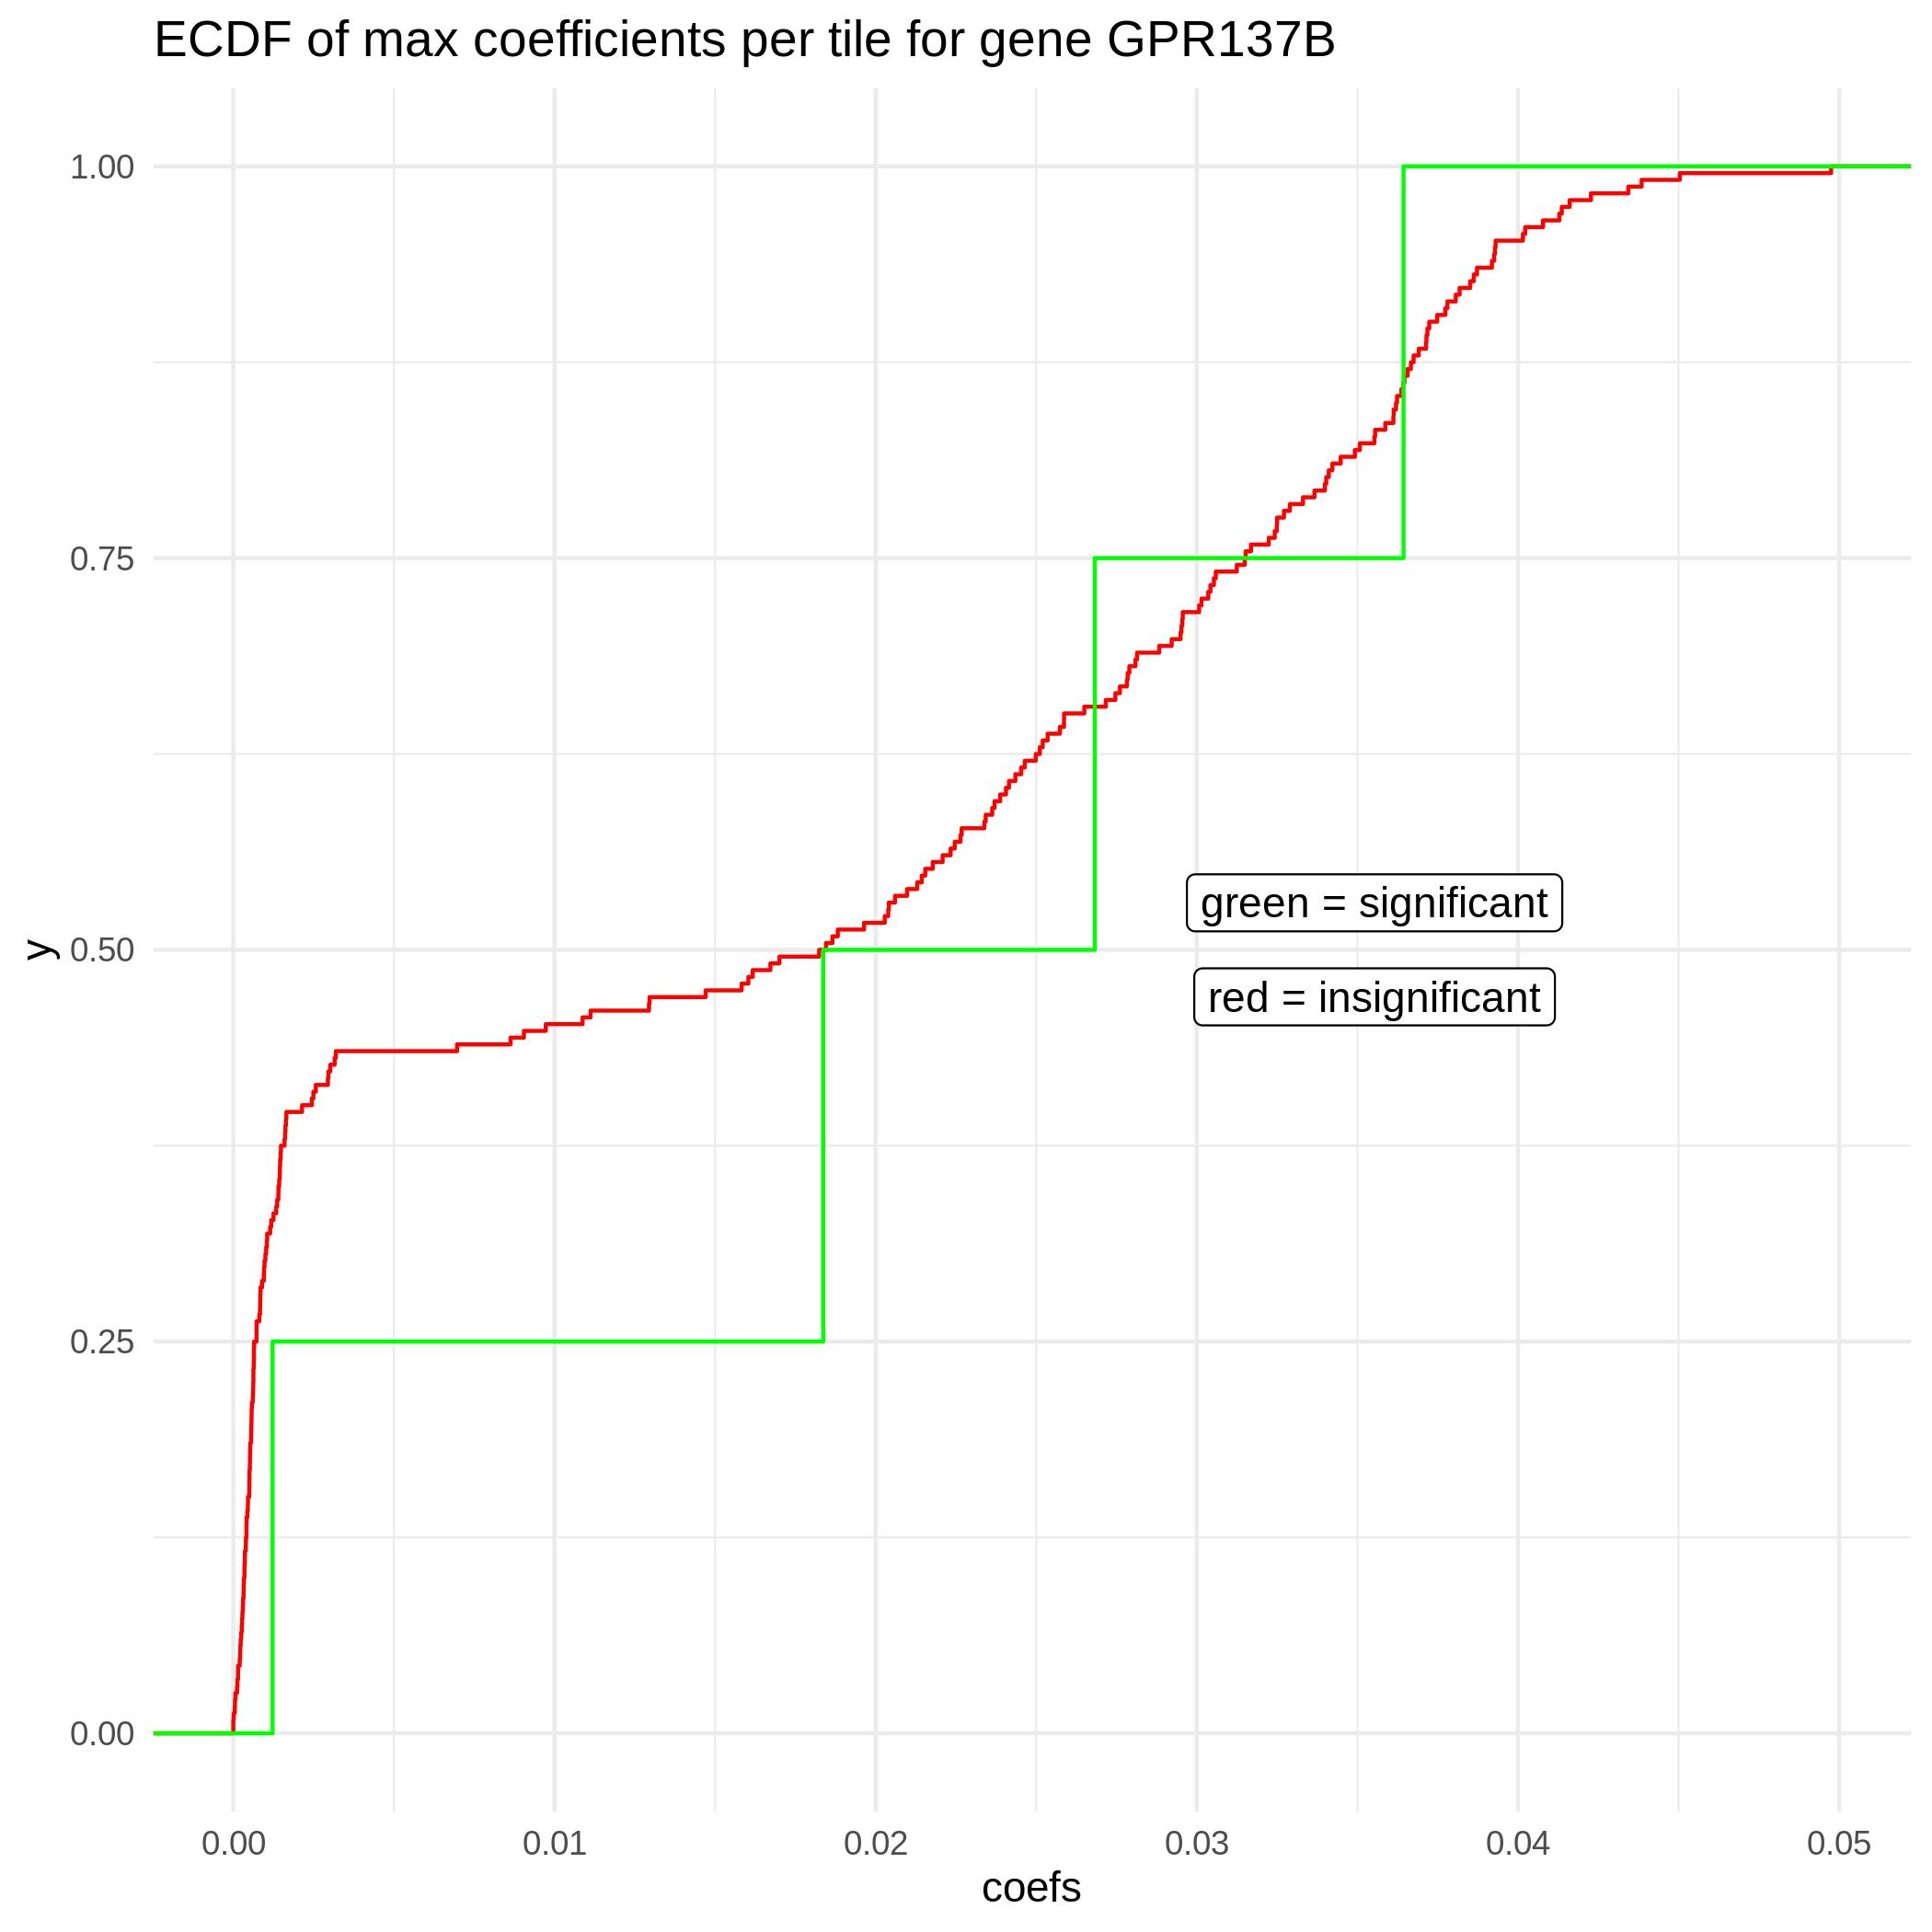 ECDF of max coefficients per tile for gene GPR137B
1.00
0.75
0.50
0.25
0.00
y
green = significant
red = insignificant
0.00 0.01 0.02 0.03 0.04 0.05
coefs